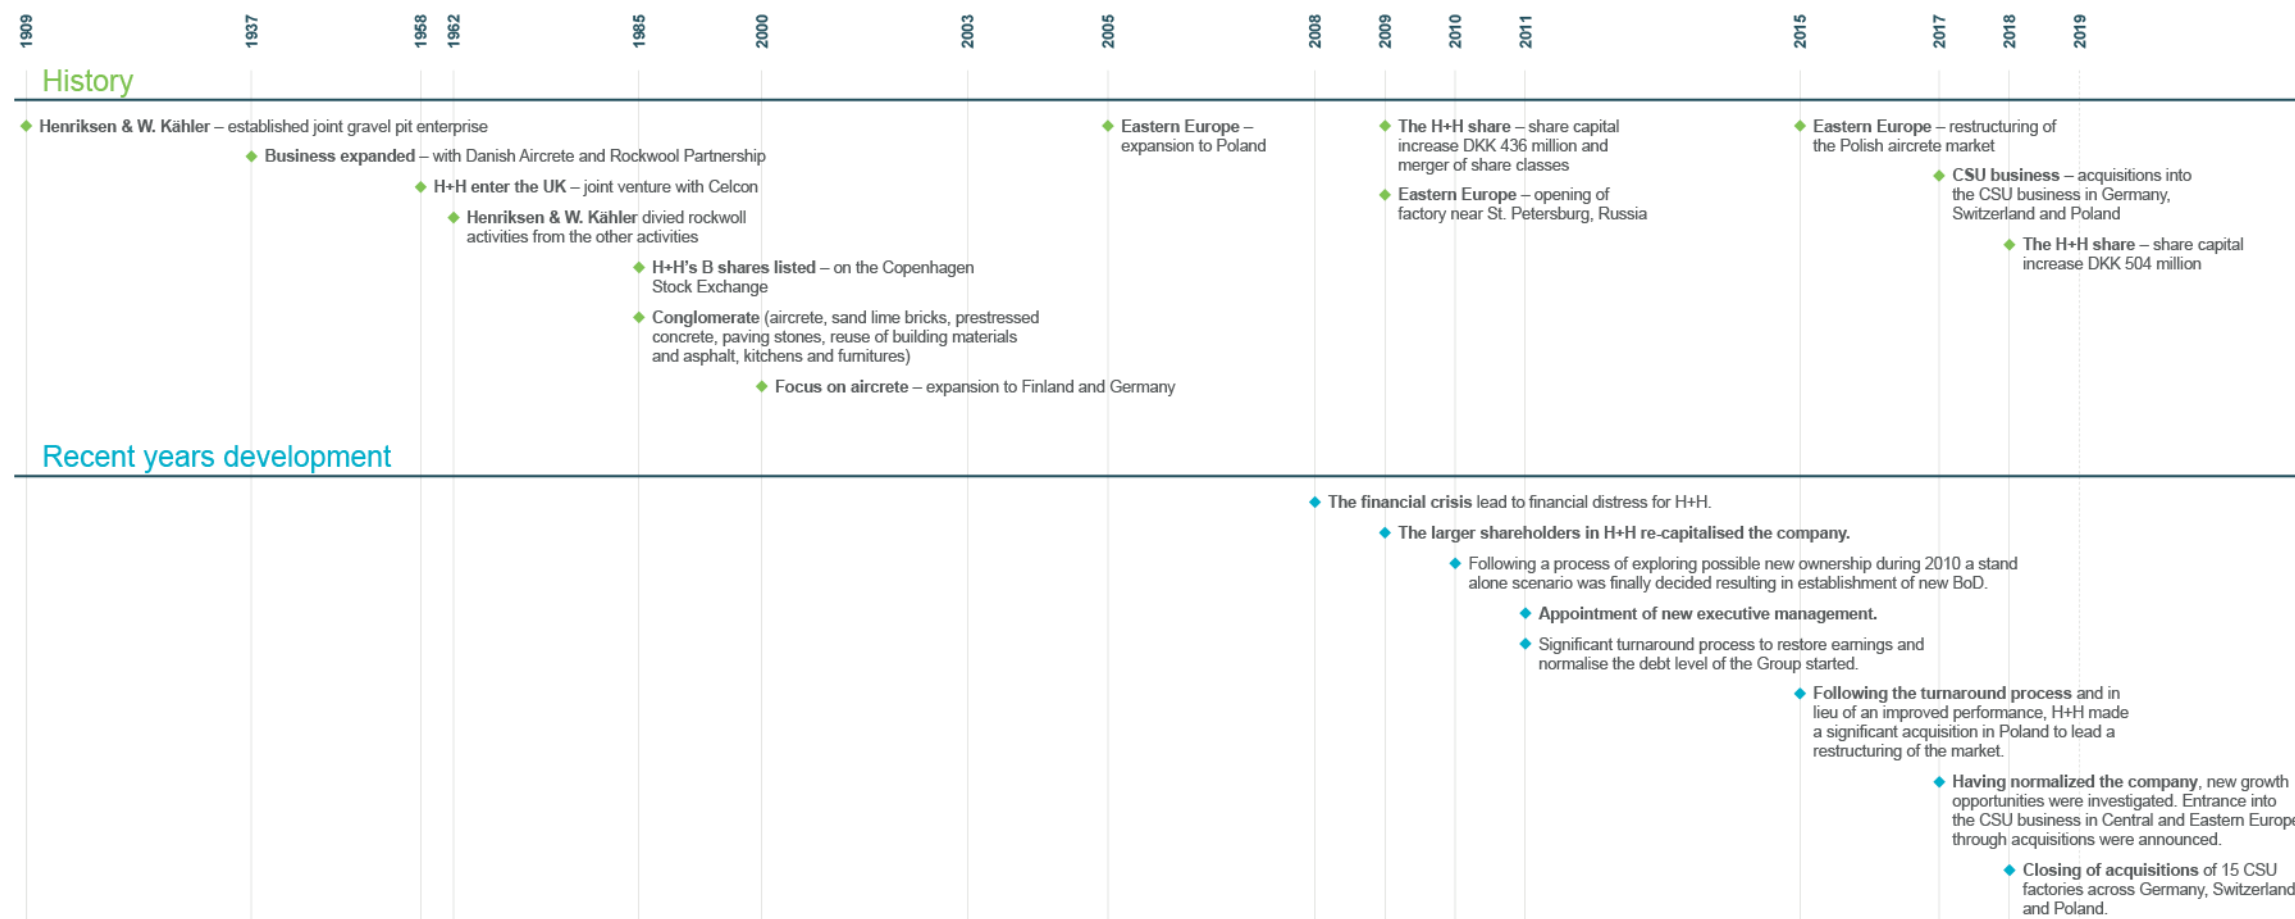 1909
1937
1958
1962
1985
2000
2003
2005
2008
2009
2010
2011
2015
2017
2018
2019
History
Henriksen & W. Kähler – established joint gravel pit enterprise
Business expanded – with Danish Aircrete and Rockwool Partnership
H+H enter the UK – joint venture with Celcon
Henriksen & W. Kähler divied rockwoll
activities from the other activities
H+H's B shares listed – on the Copenhagen
Stock Exchange
Conglomerate (aircrete, sand lime bricks, prestressed
concrete, paving stones, reuse of building materials
and asphalt, kitchens and furnitures)
Focus on aircrete – expansion to Finland and Germany
Eastern Europe –
expansion to Poland
The H+H share – share capital
increase DKK 436 million and
merger of share classes
Eastern Europe – opening of
factory near St. Petersburg, Russia
Eastern Europe – restructuring of
the Polish aircrete market
CSU business – acquisitions into
the CSU business in Germany,
Switzerland and Poland
The H+H share – share capital
increase DKK 504 million
Recent years development
The financial crisis lead to financial distress for H+H.
The larger shareholders in H+H re-capitalised the company.
Following a process of exploring possible new ownership during 2010 a stand
alone scenario was finally decided resulting in establishment of new BoD.
Appointment of new executive management.
Significant turnaround process to restore earnings and
normalise the debt level of the Group started.
Following the turnaround process and in
lieu of an improved performance, H+H made
a significant acquisition in Poland to lead a
restructuring of the market.
Having normalized the company, new growth
opportunities were investigated. Entrance into
the CSU business in Central and Eastern Europe
through acquisitions were announced.
Closing of acquisitions of 15 CSU
factories across Germany, Switzerland
and Poland.